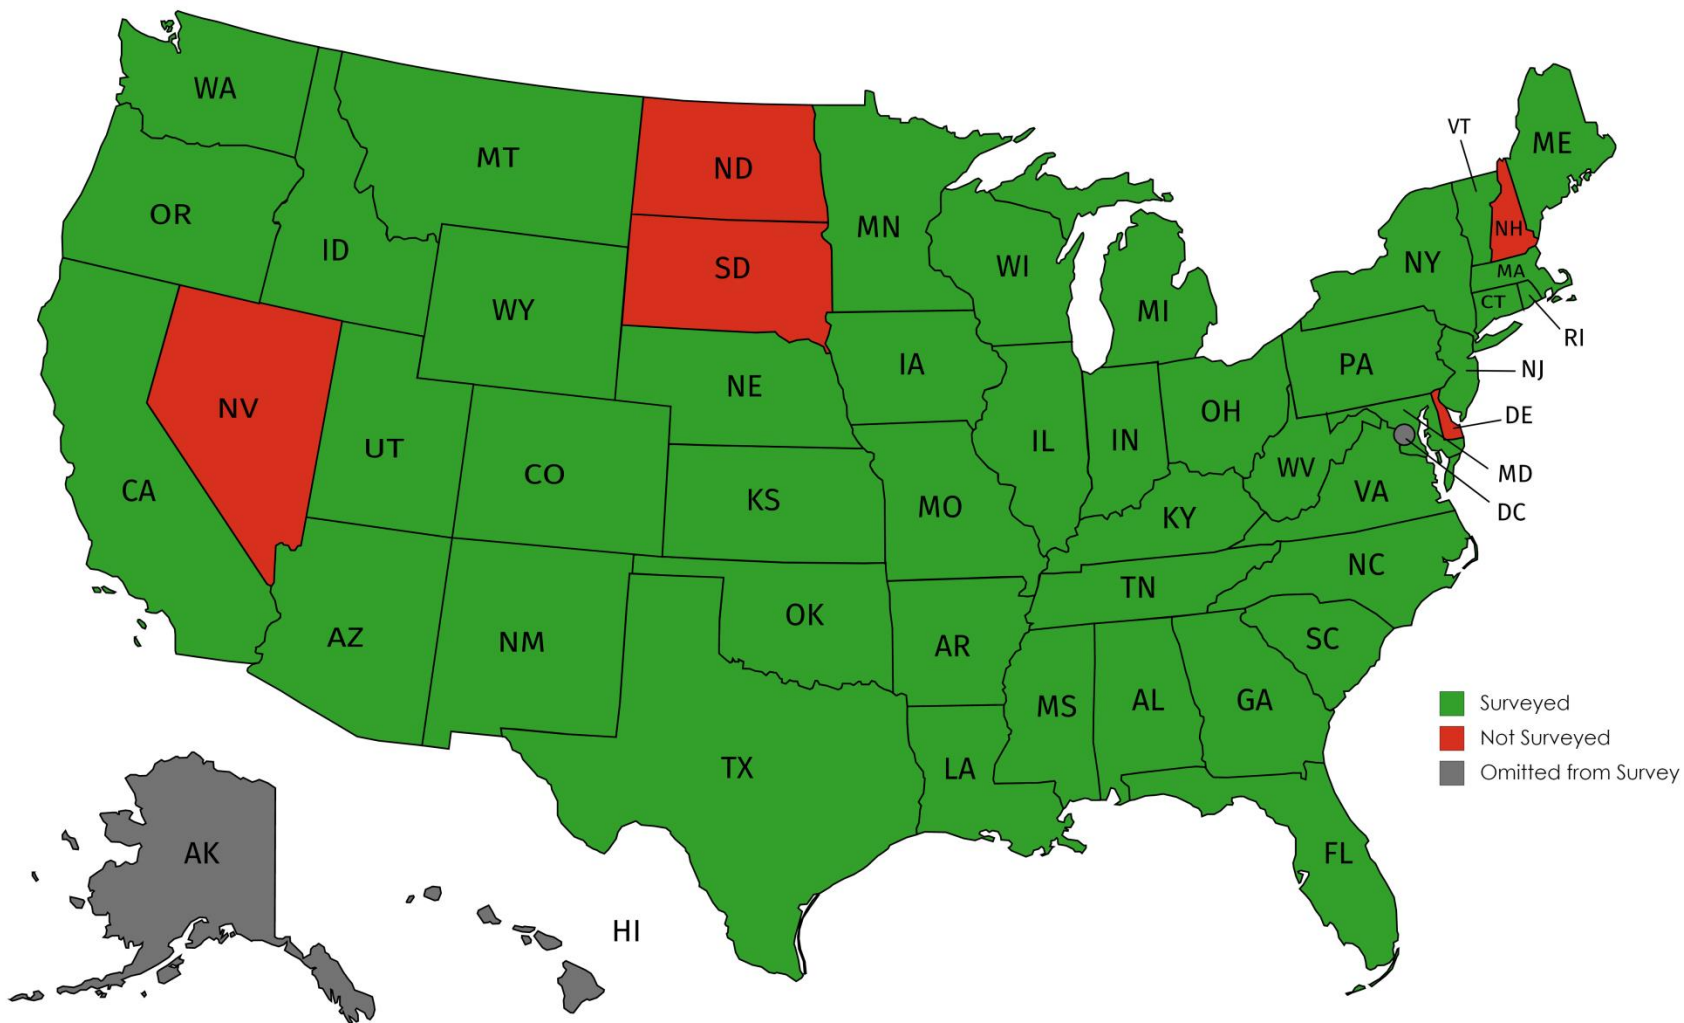 WA
MT
ND
VT
ME
OR
ID
MN
NH
SD
WI
NY
MA
WY
CT
MI
RI
IA
PA
NJ
NE
NV
OH
DE
UT
IL
IN
CO
WV
MD
CA
KS
MO
VA
DC
KY
NC
TN
OK
AZ
NM
AR
SC
MS
AL
GA
Surveyed
Not Surveyed
TX
LA
Omitted from Survey
AK
FL
HI